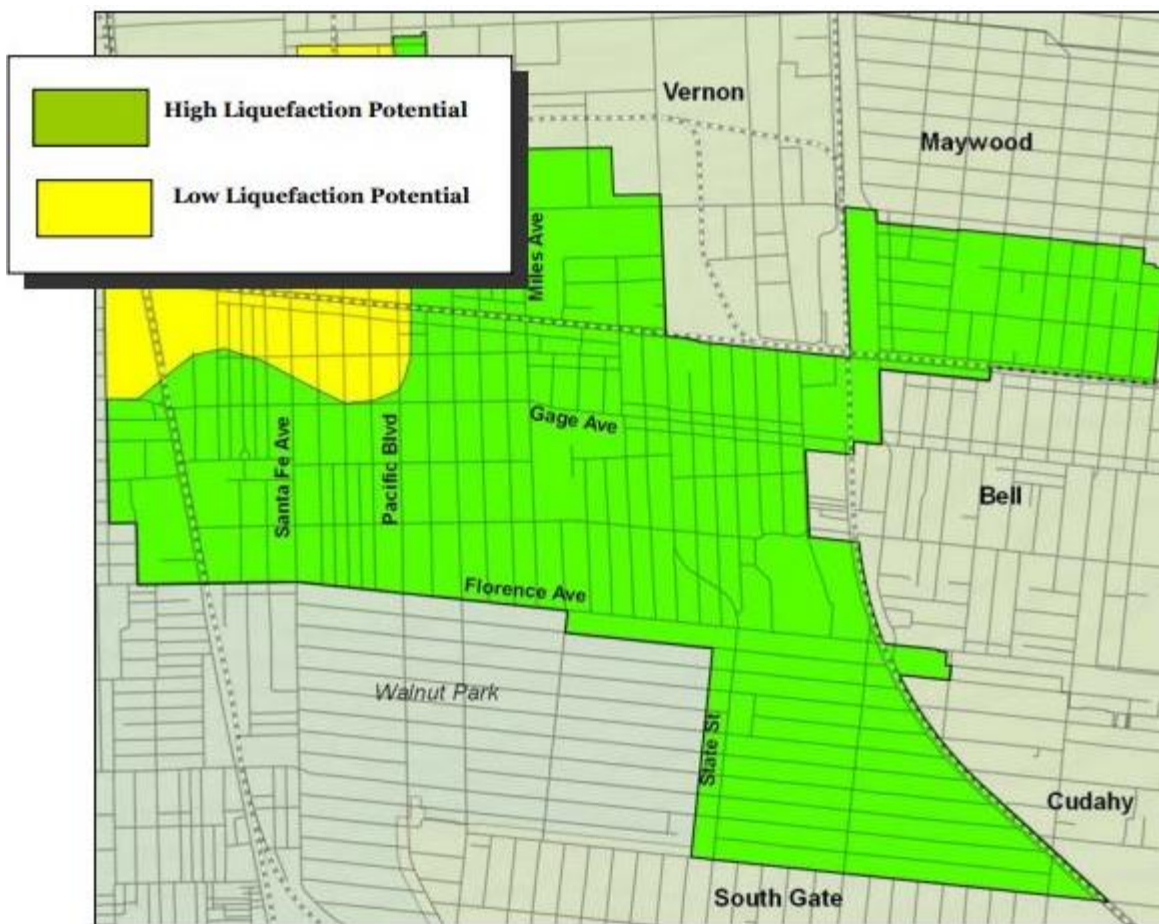 High Liquefaction Potential
Low Liquefaction Potential
Vernon
Maywood
Miles Ave
Gage Ave
Santa Fe Ave
Pacific Blvd
Bell
Florence Ave
Walnut Park
State St
Cudahy
South Gate